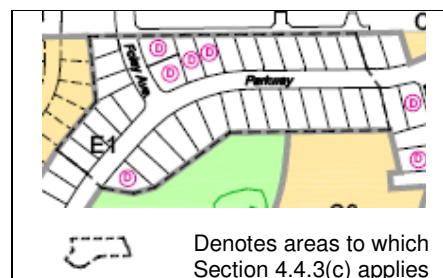 C
D
D
D
D
Foley Ave.
Parkway
D
E1
D
D
Denotes areas to which
Section 4.4.3(c) applies